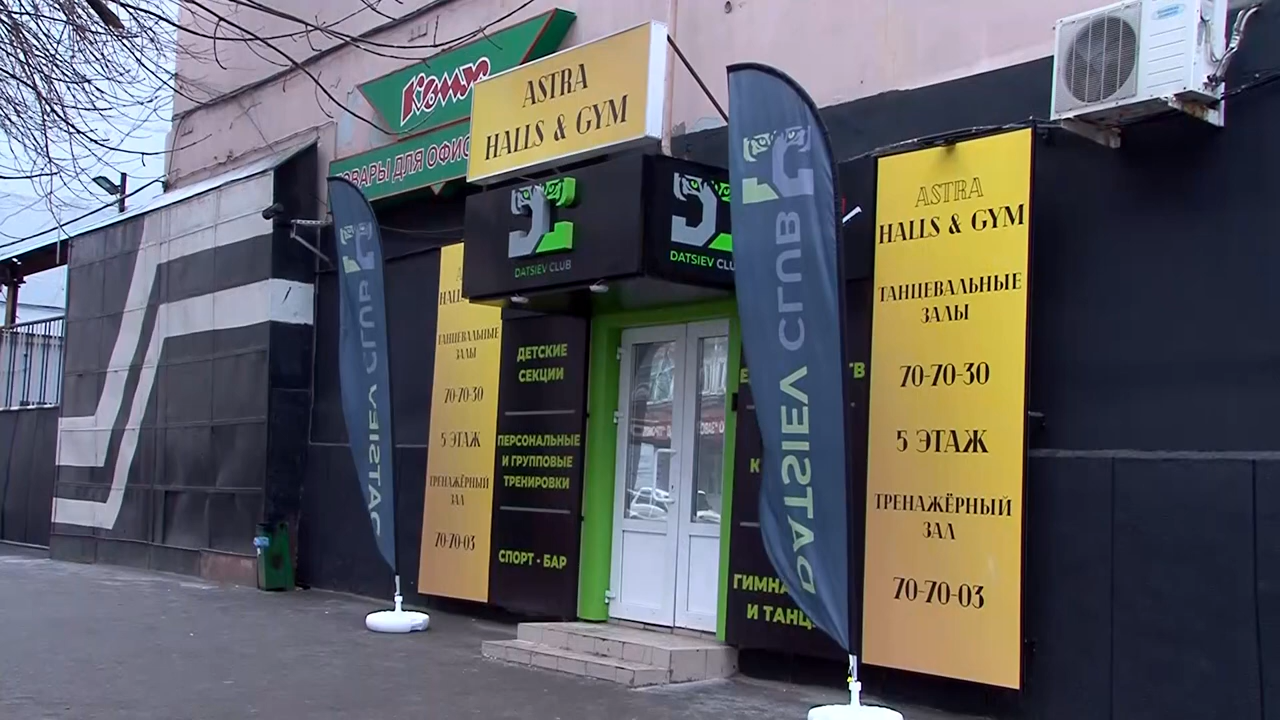 Комус
ТОВАРЫ ДЛЯ ОФИС
ASTRA
HALLS & GYM
DATSIEV CLUB
DATSIEV CLUB
DATSIEV CLUB
DATSIEV CLUB
ТАНЦЕВАЛЬНЫЕ
ЗАЛЫ
70-70-30
5 ЭТАЖ
ТРЕНАЖЁРНЫЙ
ЗАЛ
70-70-03
ДЕТСКИЕ
СЕКЦИИ
ПЕРСОНАЛЬНЫЕ
И ГРУППОВЫЕ
ТРЕНИРОВКИ
СПОРТ - БАР
ГИМНА
И ТАНЦ
ASTRA
HALLS & GYM
ТАНЦЕВАЛЬНЫЕ
ЗАЛЫ
70-70-30
5 ЭТАЖ
ТРЕНАЖЁРНЫЙ
ЗАЛ
70-70-03